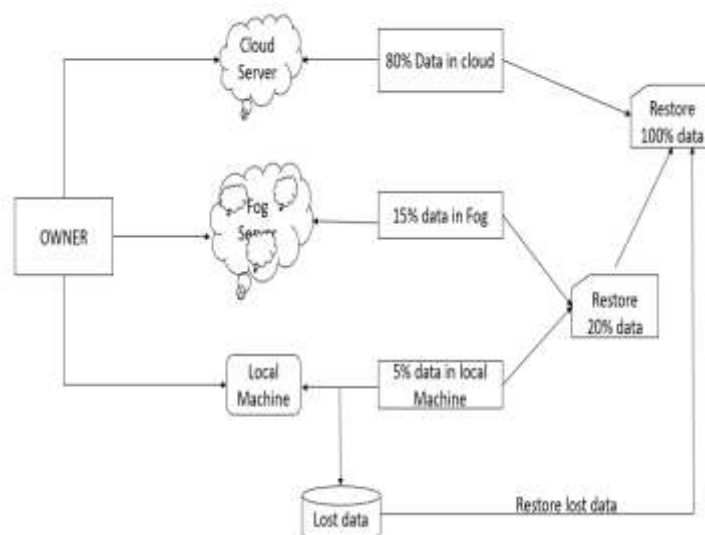 Cloud
Server
80% Data in cloud
Restore
100% data
OWNER
Fog
Server
15% data in Fog
Restore
20% data
Local
Machine
5% data in local
Machine
Lost data
Restore lost data